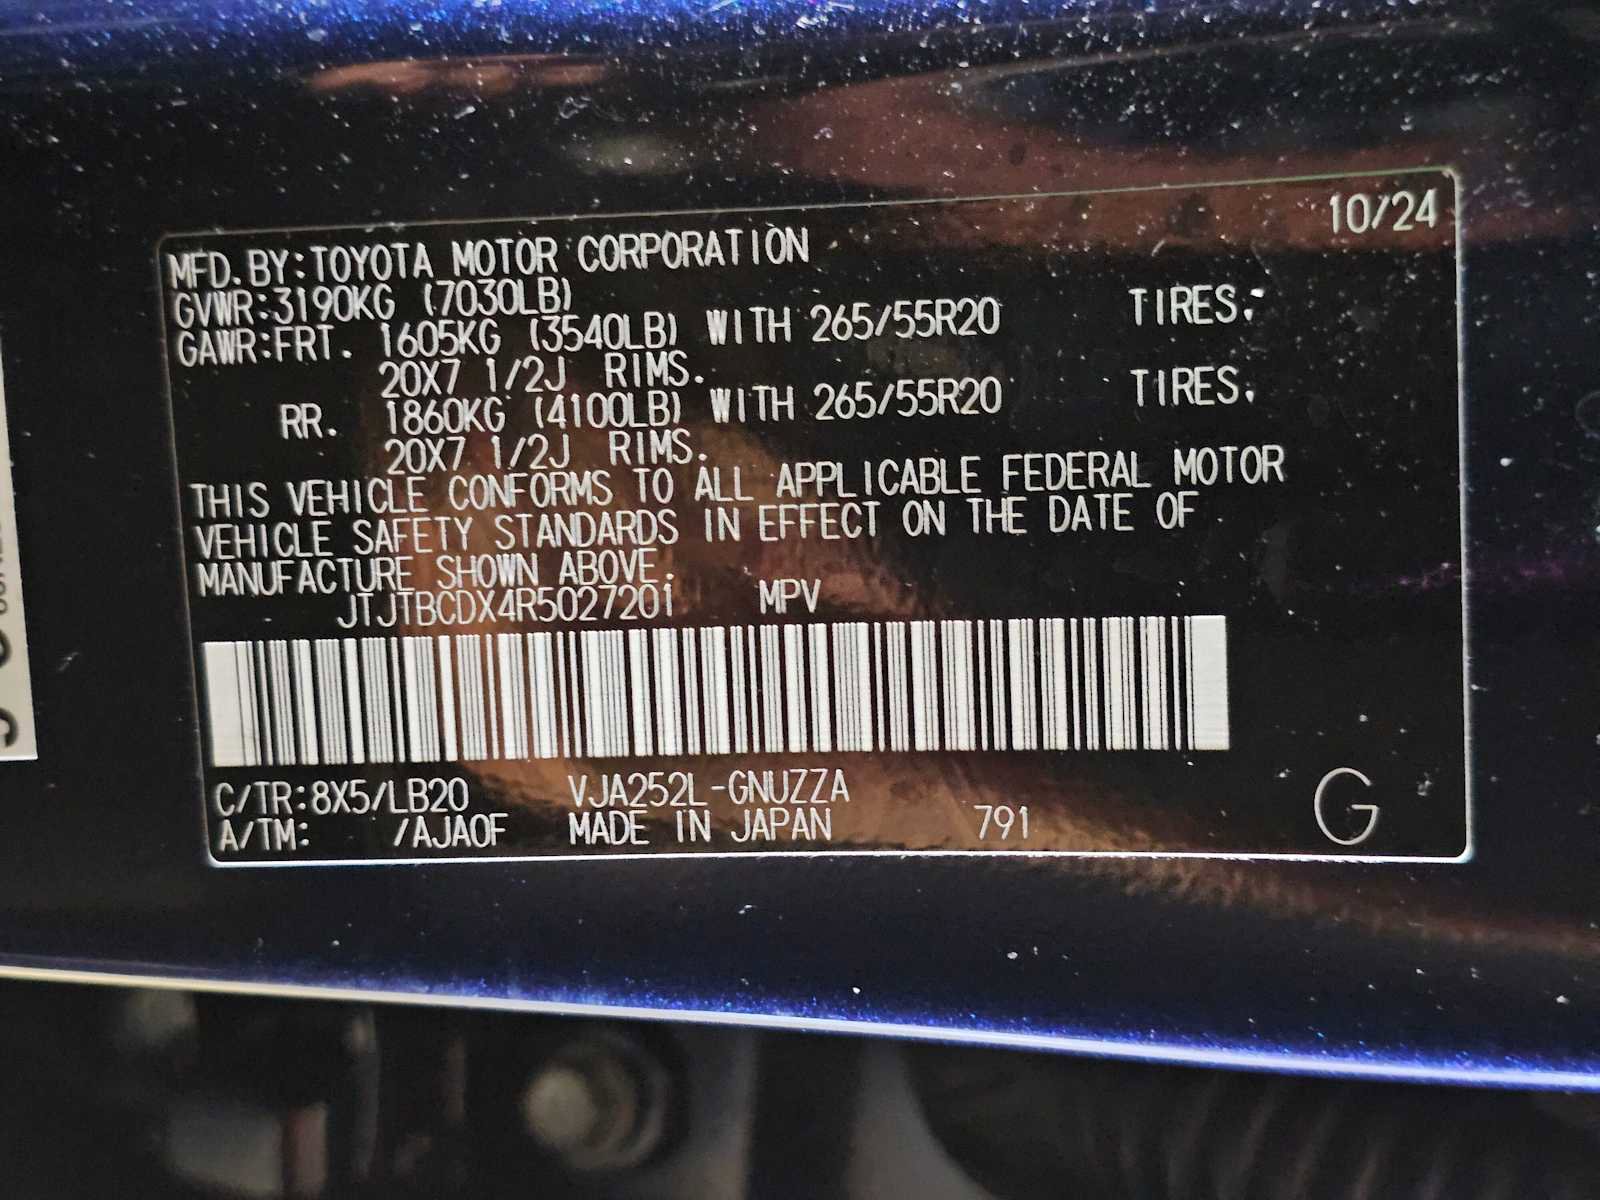 10/24
MFD.BY:TOYOTA MOTOR CORPORATION
GVWR:3190KG (7030LB)
GAWR:FRT. 1605KG (3540LB) WITH 265/55R20 TIRES:
20X7 1/2J RIMS.
RR. 1860KG (4100LB) WITH 265/55R20 TIRES,
20X7 1/2J RIMS.
THIS VEHICLE CONFORMS TO ALL APPLICABLE FEDERAL MOTOR
VEHICLE SAFETY STANDARDS IN EFFECT ON THE DATE OF
MANUFACTURE SHOWN ABOVE.
JTJTBCDX4R5027201 MPV
C/TR:8X5/LB20 VJA252L-GNUZZA
A/TM: /AJA0F MADE IN JAPAN 791 G